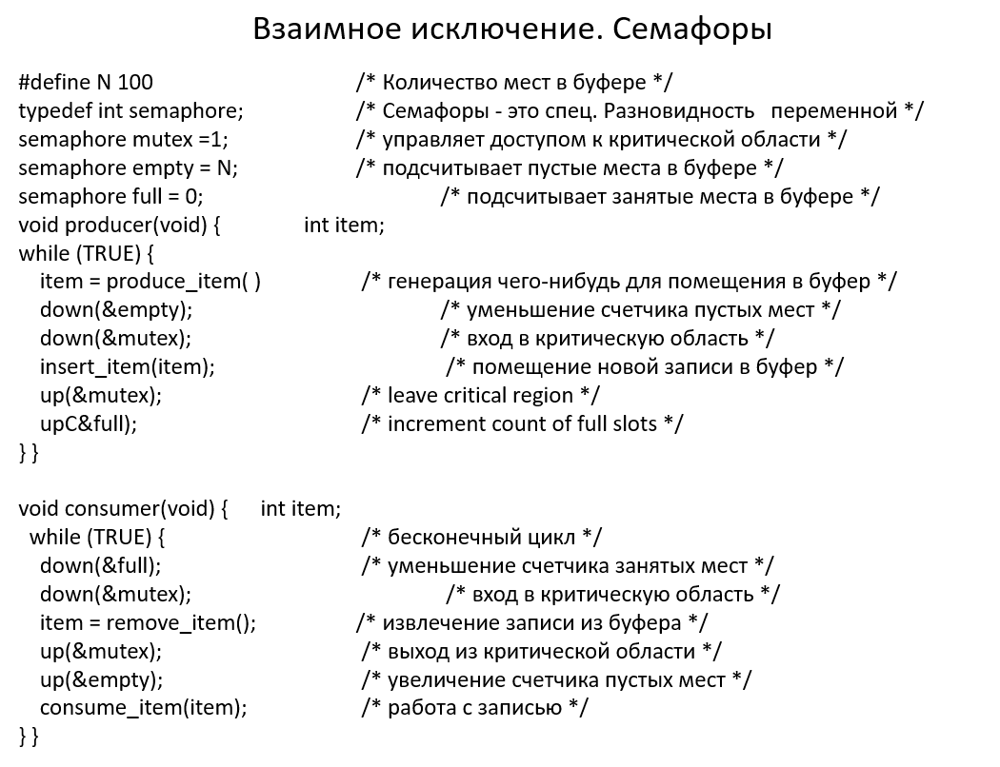 Взаимное исключение. Семафоры
#define N 100 /* Количество мест в буфере */
typedef int semaphore; /* Семафоры - это спец. Разновидность переменной */
semaphore mutex =1; /* управляет доступом к критической области */
semaphore empty = N; /* подсчитывает пустые места в буфере */
semaphore full = 0; /* подсчитывает занятые места в буфере */
void producer(void) { int item;
while (TRUE) {
item = produce_item( ) /* генерация чего-нибудь для помещения в буфер */
down(&empty); /* уменьшение счетчика пустых мест */
down(&mutex); /* вход в критическую область */
insert_item(item); /* помещение новой записи в буфер */
up(&mutex); /* leave critical region */
upC&full); /* increment count of full slots */
} }
void consumer(void) { int item;
while (TRUE) { /* бесконечный цикл */
down(&full); /* уменьшение счетчика занятых мест */
down(&mutex); /* вход в критическую область */
item = remove_item(); /* извлечение записи из буфера */
up(&mutex); /* выход из критической области */
up(&empty); /* увеличение счетчика пустых мест */
consume_item(item); /* работа с записью */
} }